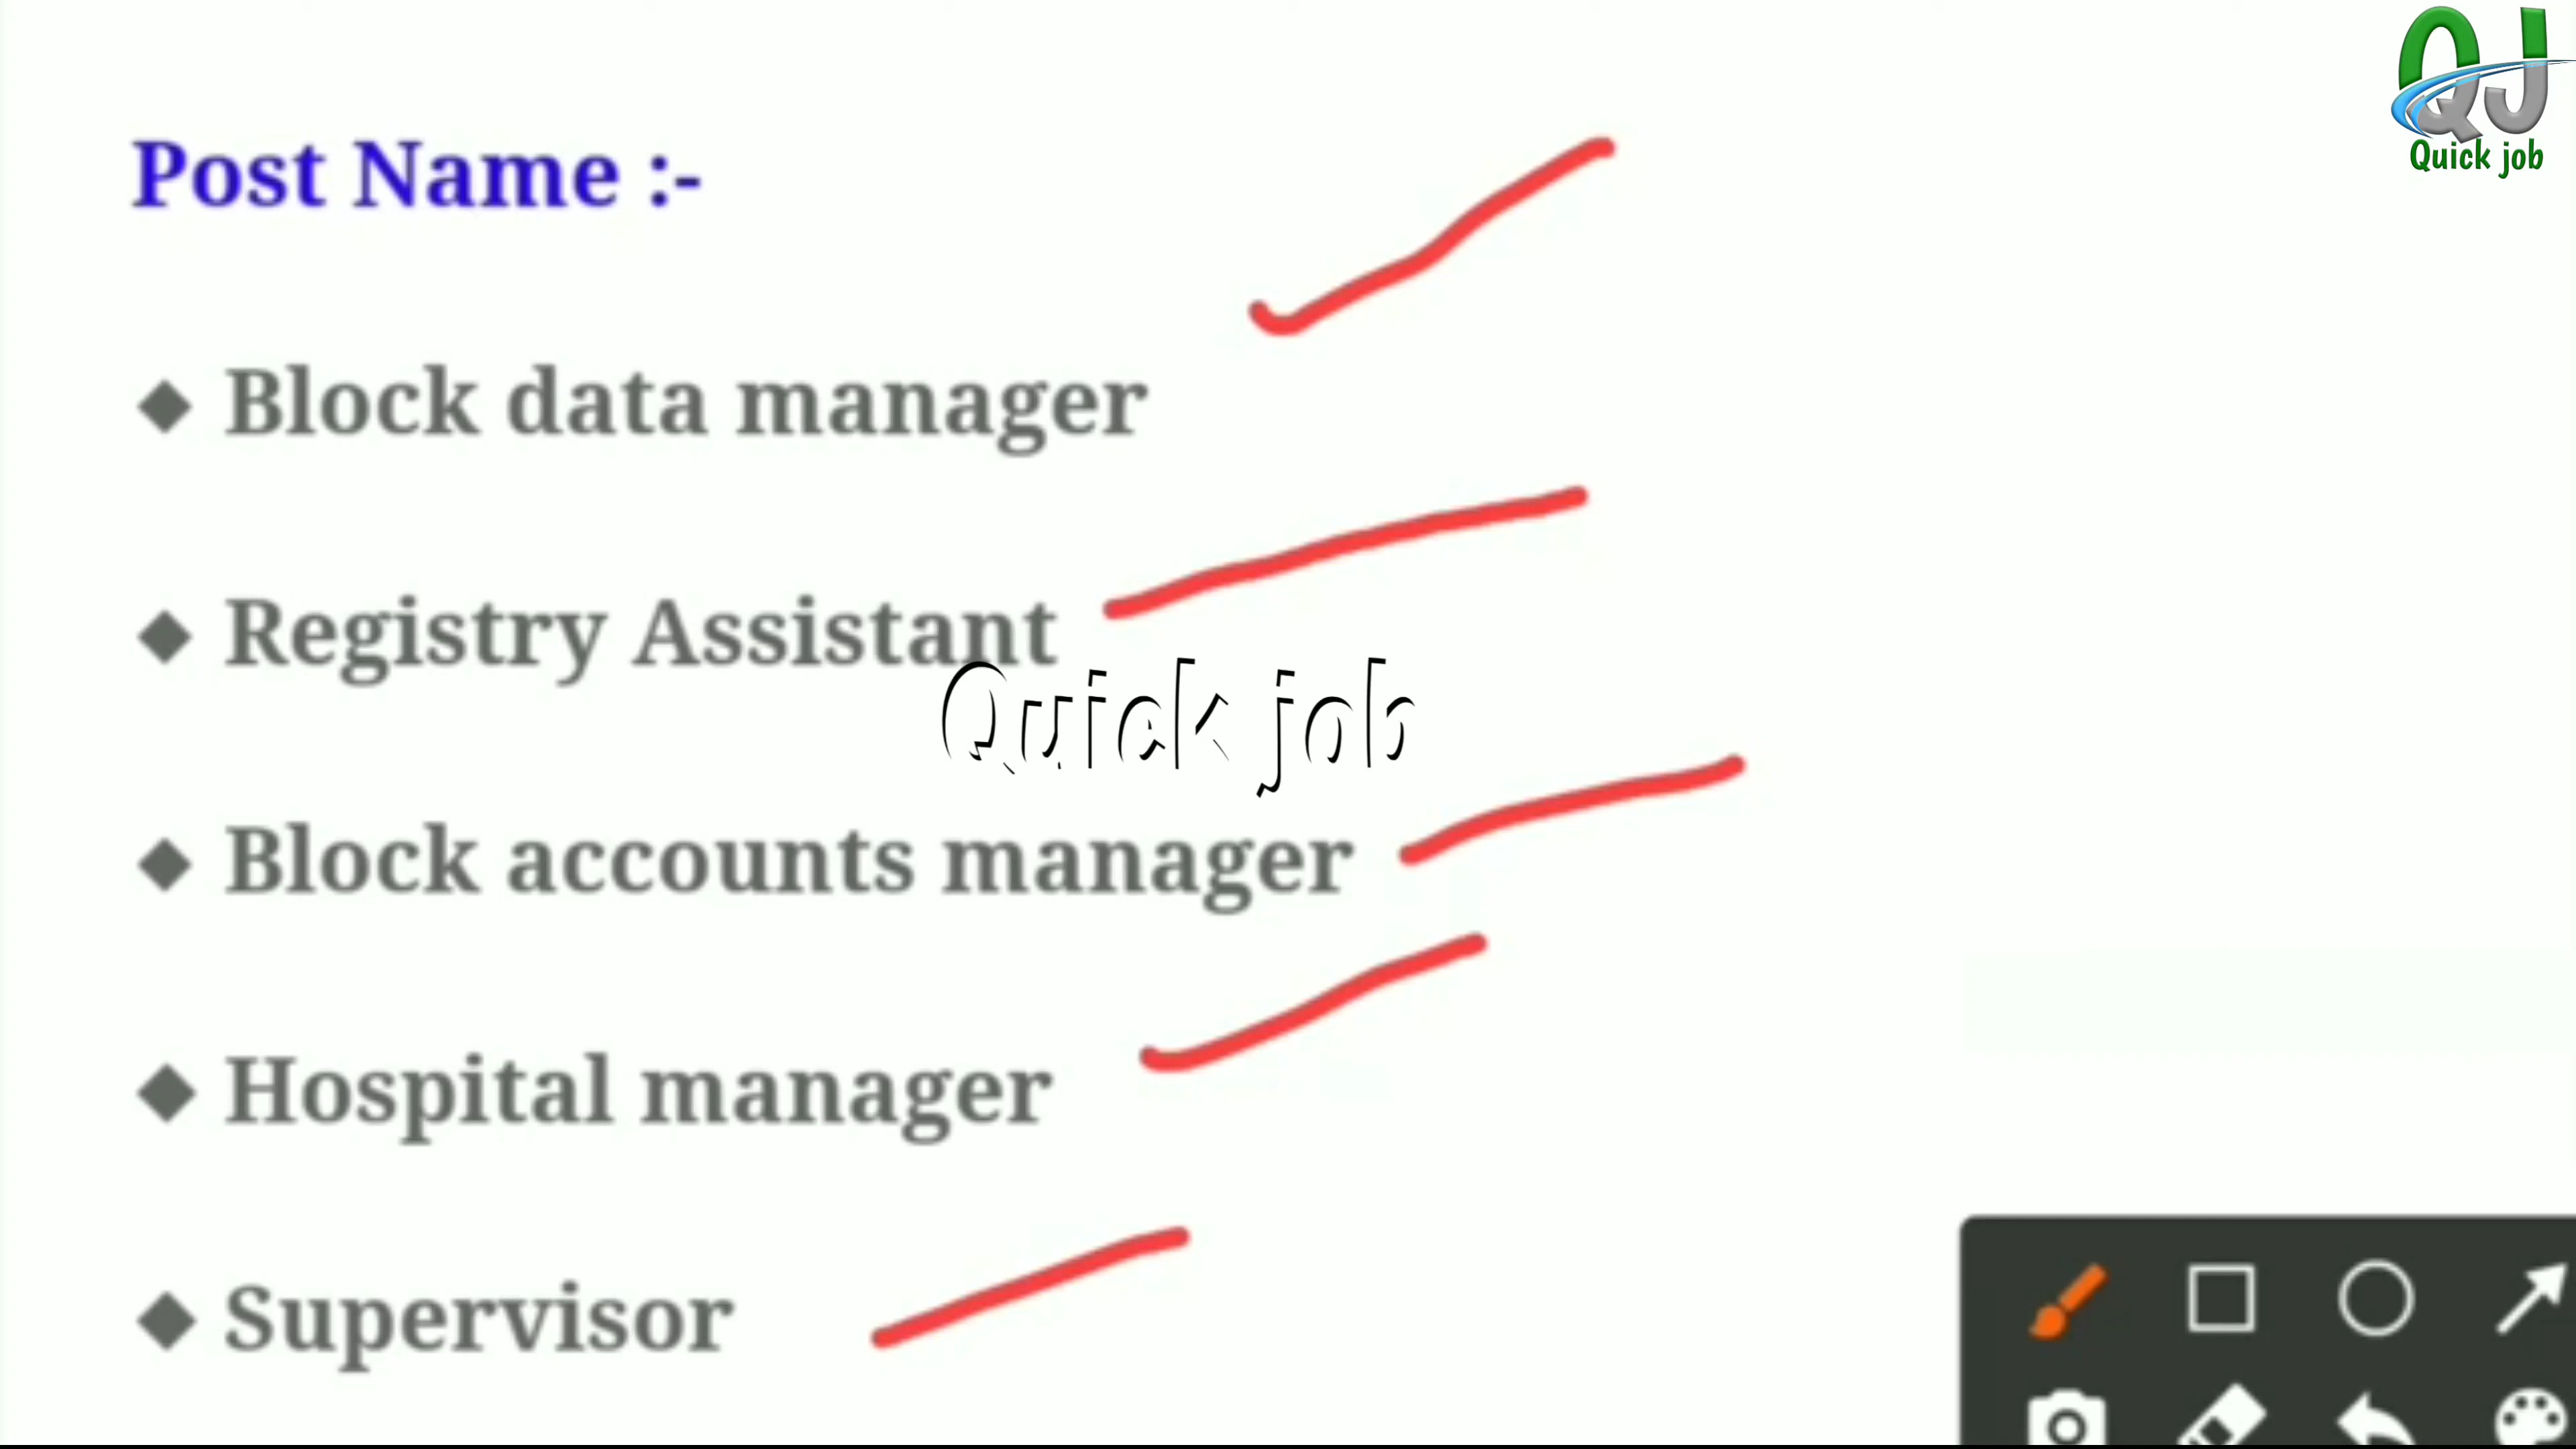 QJ
Quick job
Post Name :-
◆ Block data manager
◆ Registry Assistant
Quick job
◆ Block accounts manager
◆ Hospital manager
◆ Supervisor